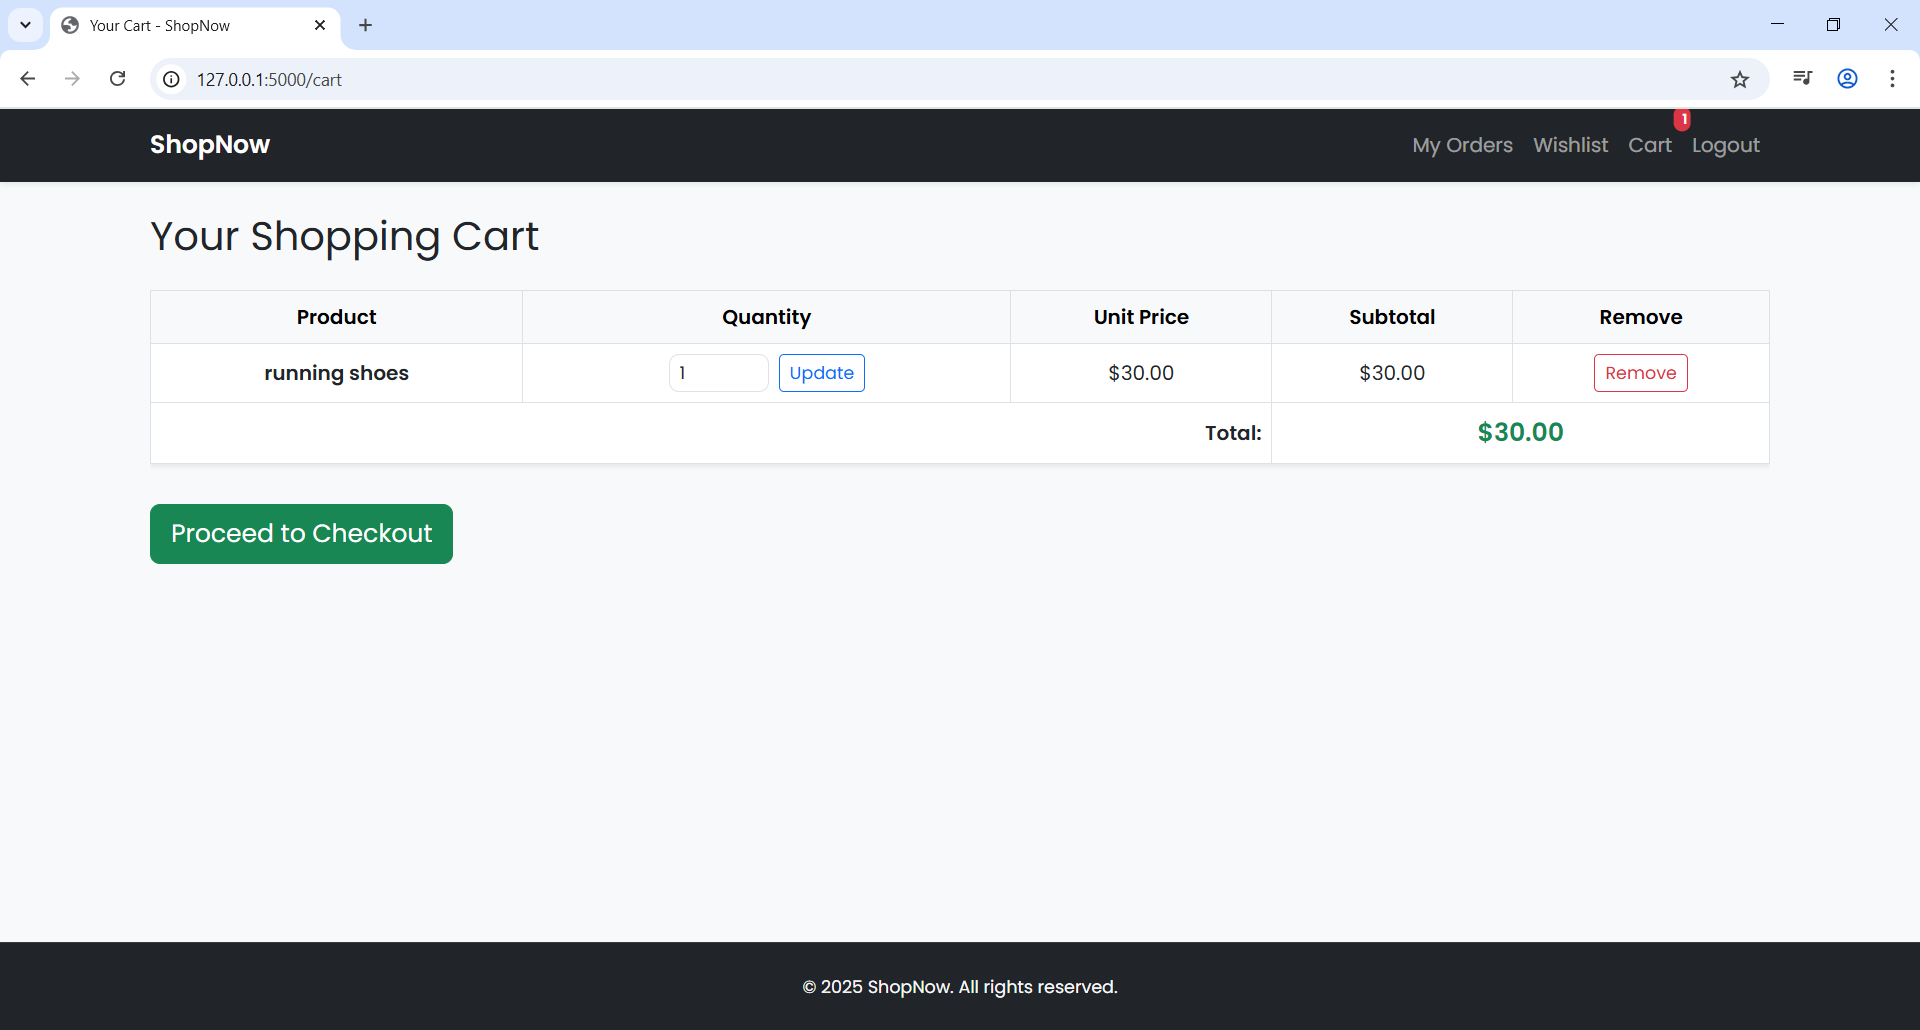 Your Cart - ShopNow
127.0.0.1:5000/cart
1
ShopNow My Orders Wishlist Cart Logout
Your Shopping Cart
Product Quantity Unit Price Subtotal Remove
running shoes 1 Update $30.00 $30.00 Remove
Total: $30.00
Proceed to Checkout
© 2025 ShopNow. All rights reserved.